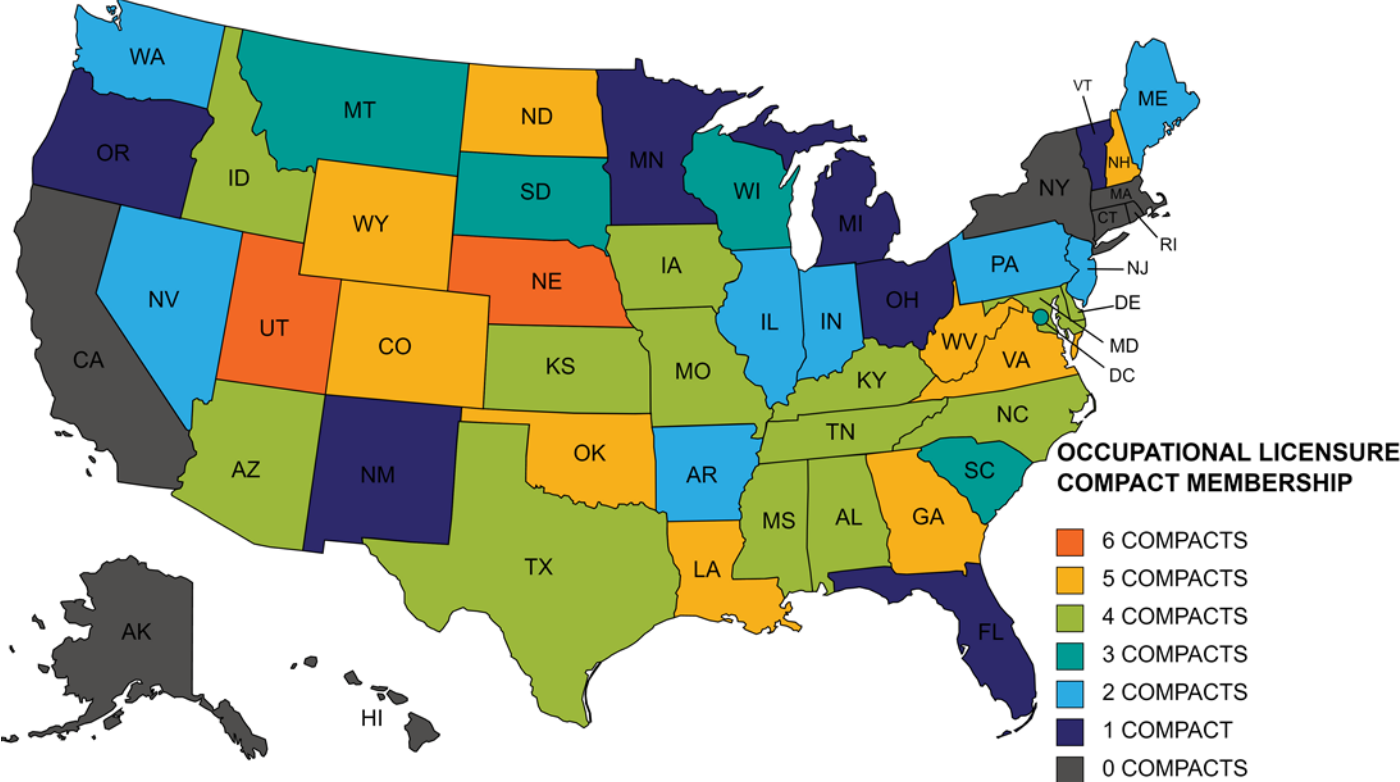 WA
MT
ND
MN
VT
ME
OR
ID
SD
WI
NH
NY
MA
CT
RI
WY
MI
IA
NE
PA
NJ
NV
UT
CO
IL
IN
OH
DE
WV
MD
VA
DC
CA
KS
MO
KY
NC
TN
AZ
NM
OK
AR
SC
MS
AL
GA
TX
LA
FL
AK
HI
OCCUPATIONAL LICENSURE
COMPACT MEMBERSHIP
6 COMPACTS
5 COMPACTS
4 COMPACTS
3 COMPACTS
2 COMPACTS
1 COMPACT
0 COMPACTS